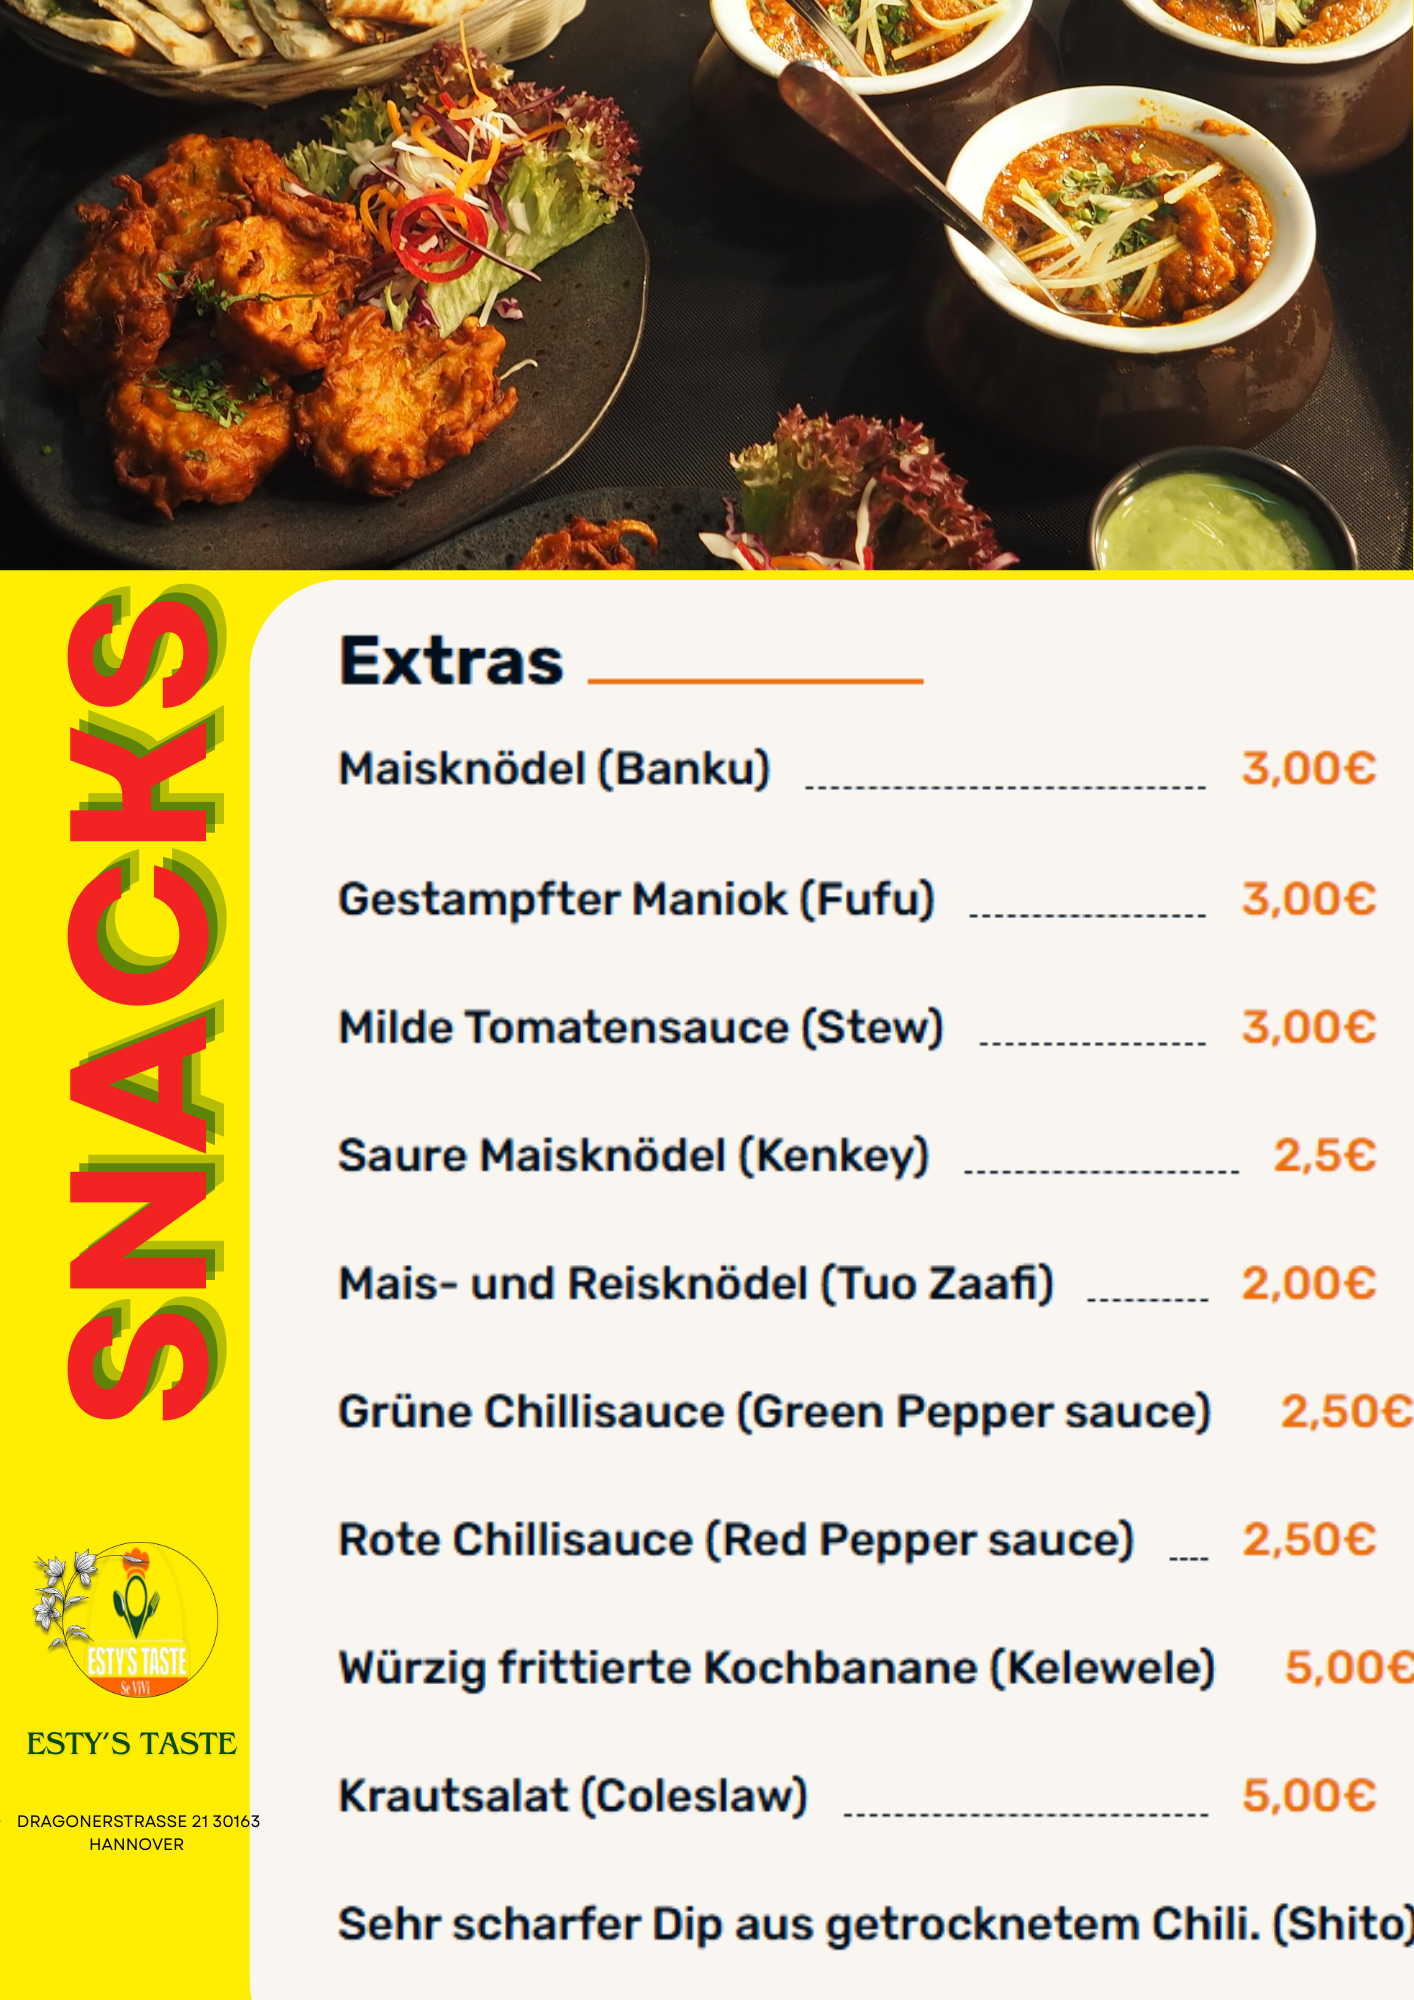 SNACKS
ESTY'S TASTE
Se ViVi
ESTY'S TASTE
DRAGONERSTRASSE 21 30163
HANNOVER
Extras
Maisknödel (Banku) 3,00€
Gestampfter Maniok (Fufu) 3,00€
Milde Tomatensauce (Stew) 3,00€
Saure Maisknödel (Kenkey) 2,5€
Mais- und Reisknödel (Tuo Zaafi) 2,00€
Grüne Chillisauce (Green Pepper sauce) 2,50€
Rote Chillisauce (Red Pepper sauce) 2,50€
Würzig frittierte Kochbanane (Kelewele) 5,00€
Krautsalat (Coleslaw) 5,00€
Sehr scharfer Dip aus getrocknetem Chili. (Shito)